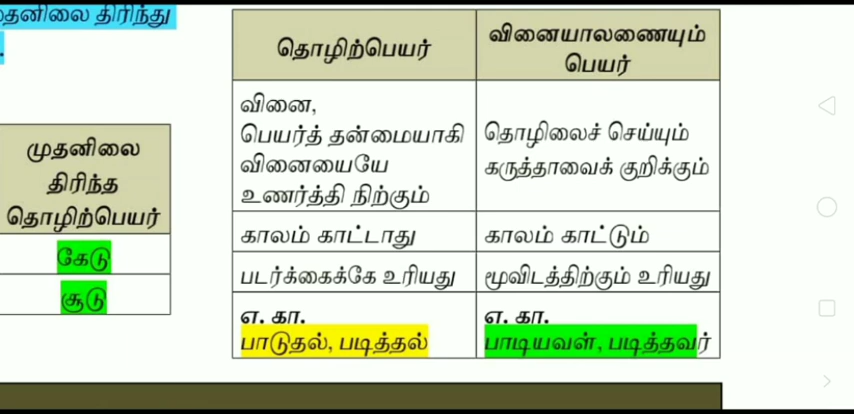 தனிலை திரிந்து
முதனிலை
திரிந்த
தொழிற்பெயர்
கேடு
சூடு
தொழிற்பெயர்
வினையாலணையும்
பெயர்
வினை,
பெயர்த் தன்மையாகி
வினையையே
உணர்த்தி நிற்கும்
தொழிலைச் செய்யும்
கருத்தாவைக் குறிக்கும்
காலம் காட்டாது
காலம் காட்டும்
படர்க்கைக்கே உரியது
மூவிடத்திற்கும் உரியது
எ. கா.
பாடுதல், படித்தல்
எ. கா.
பாடியவள், படித்தவர்